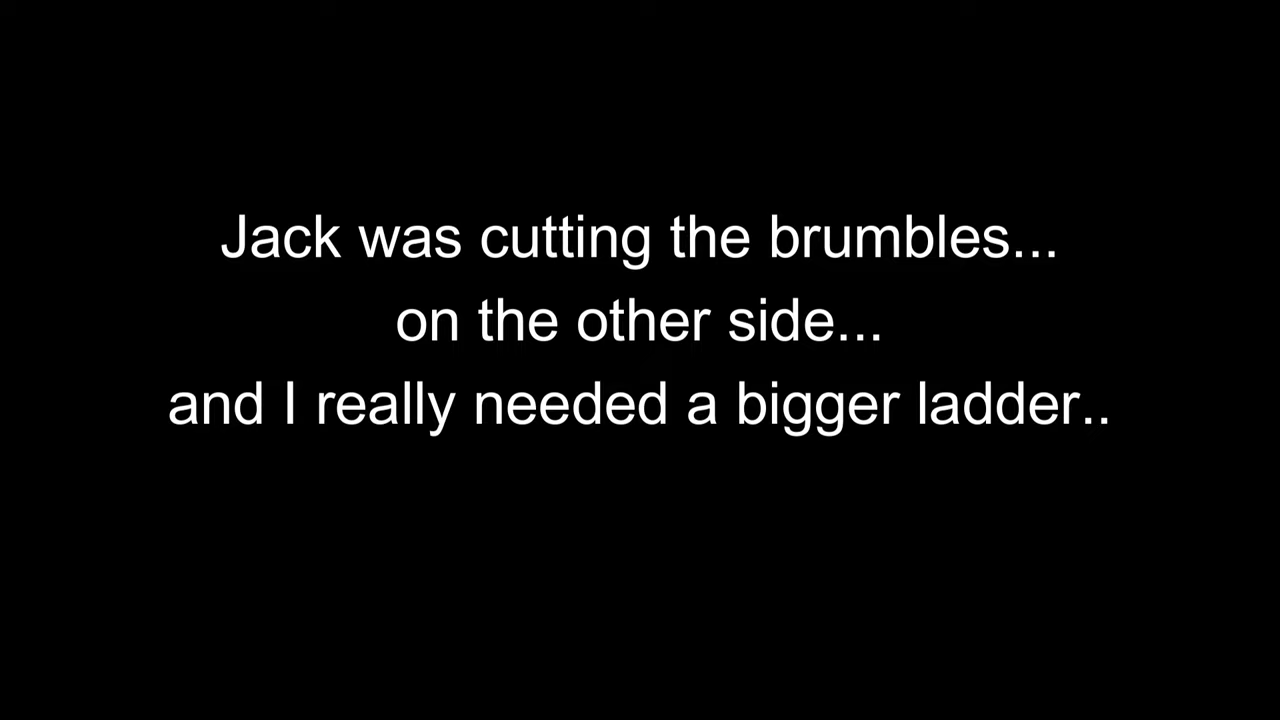 Jack was cutting the brumbles...
on the other side...
and I really needed a bigger ladder..